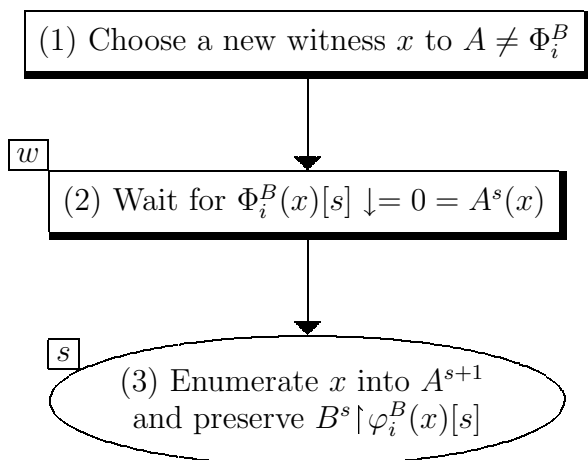 (1) Choose a new witness x to A ≠ Φ_i^B
w
(2) Wait for Φ_i^B(x)[s] ↓= 0 = A^s(x)
s
(3) Enumerate x into A^{s+1}
and preserve B^s↾φ_i^B(x)[s]